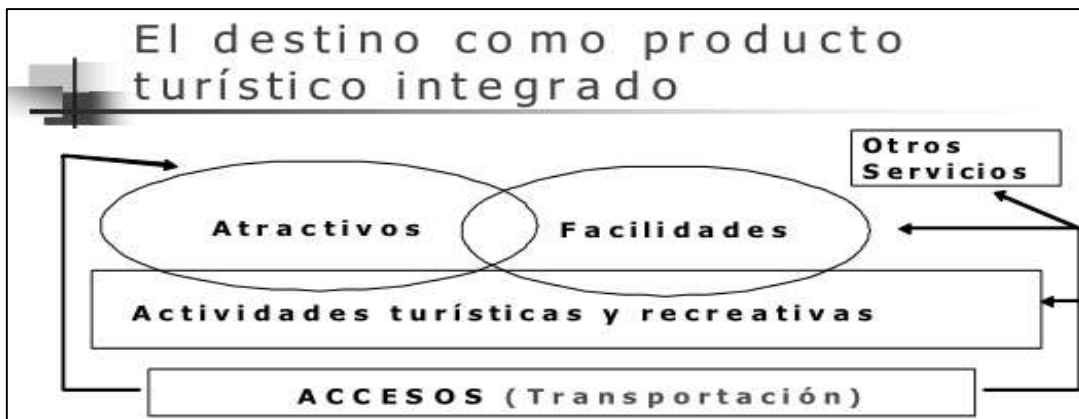 El destino como producto
turístico integrado
Otros
Servicios
Atractivos
Facilidades
Actividades turísticas y recreativas
ACCESOS (Transportación)